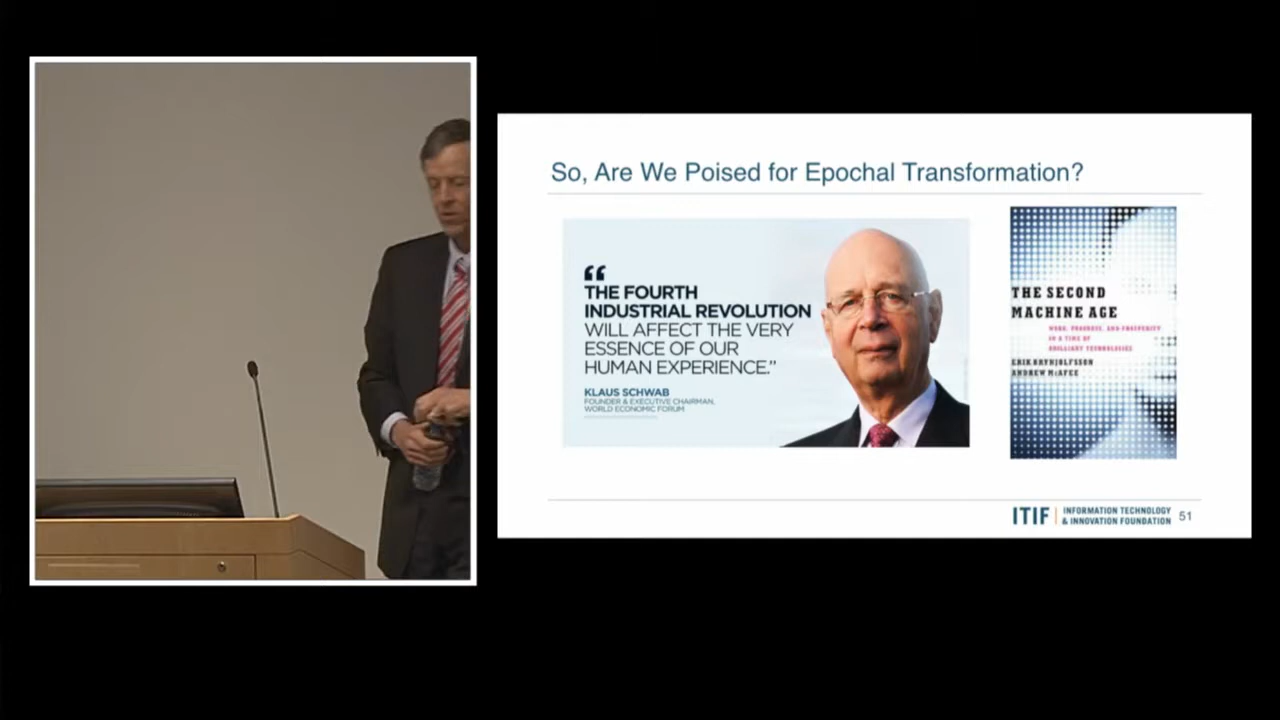 So, Are We Poised for Epochal Transformation?
“
THE FOURTH
INDUSTRIAL REVOLUTION
WILL AFFECT THE VERY
ESSENCE OF OUR
HUMAN EXPERIENCE.”
KLAUS SCHWAB
FOUNDER & EXECUTIVE CHAIRMAN,
WORLD ECONOMIC FORUM
THE SECOND
MACHINE AGE
WORK, PROGRESS, AND PROSPERITY
IN A TIME OF
BRILLIANT TECHNOLOGIES
ERIK BRYNJOLFSSON
ANDREW McAFEE
ITIF
INFORMATION TECHNOLOGY
& INNOVATION FOUNDATION
51